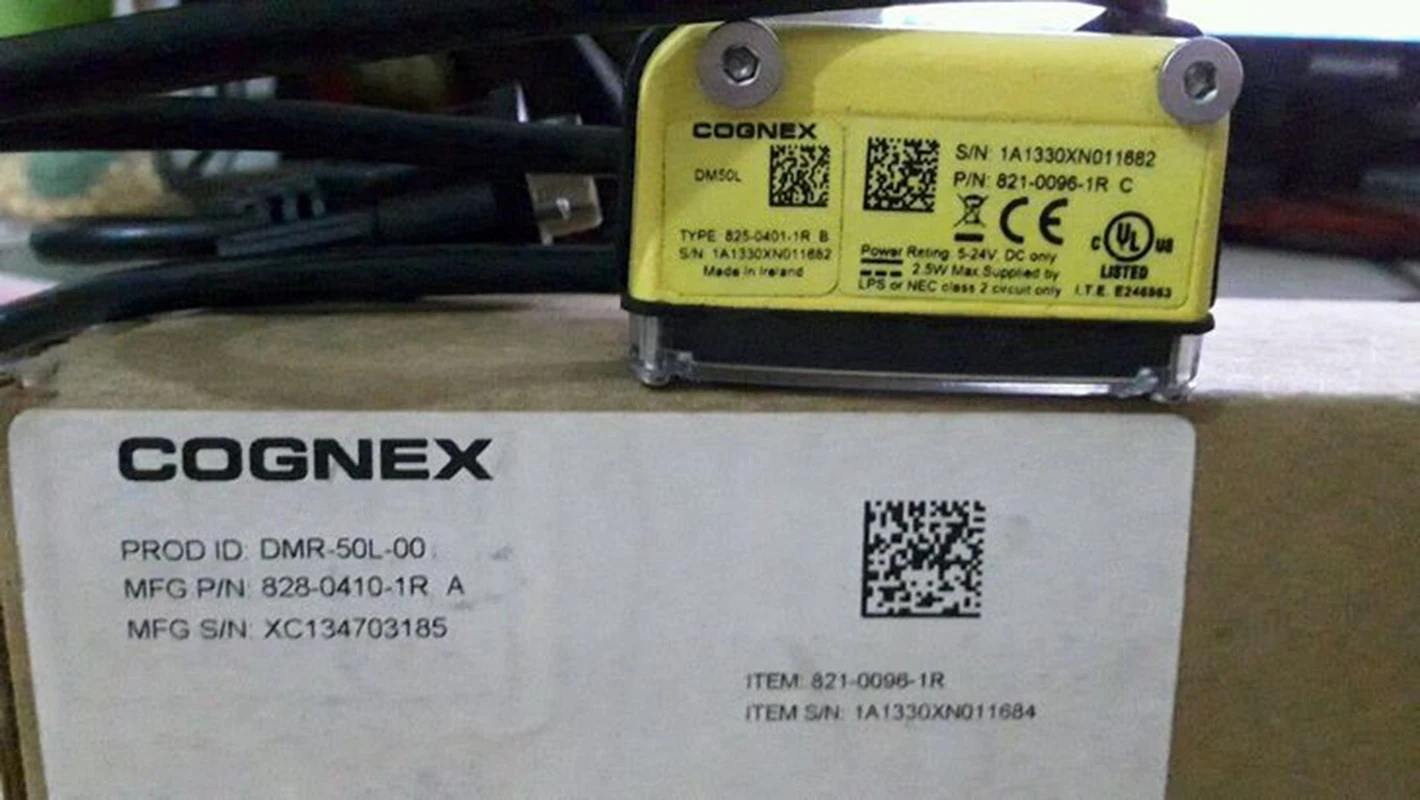 COGNEX
DM50L
TYPE 825-0401-1R B
S/N 1A1330XN011682
Made in Ireland
S/N: 1A1330XN011682
P/N: 821-0096-1R C
CE
C UL US
LISTED
I.T.E. E246963
Power Rating 5-24V DC only
2.5W Max Supplied by
LPS or NEC class 2 circuit only
COGNEX
PROD ID: DMR-50L-00
MFG P/N: 828-0410-1R A
MFG S/N: XC134703185
ITEM: 821-0096-1R
ITEM S/N: 1A1330XN011684